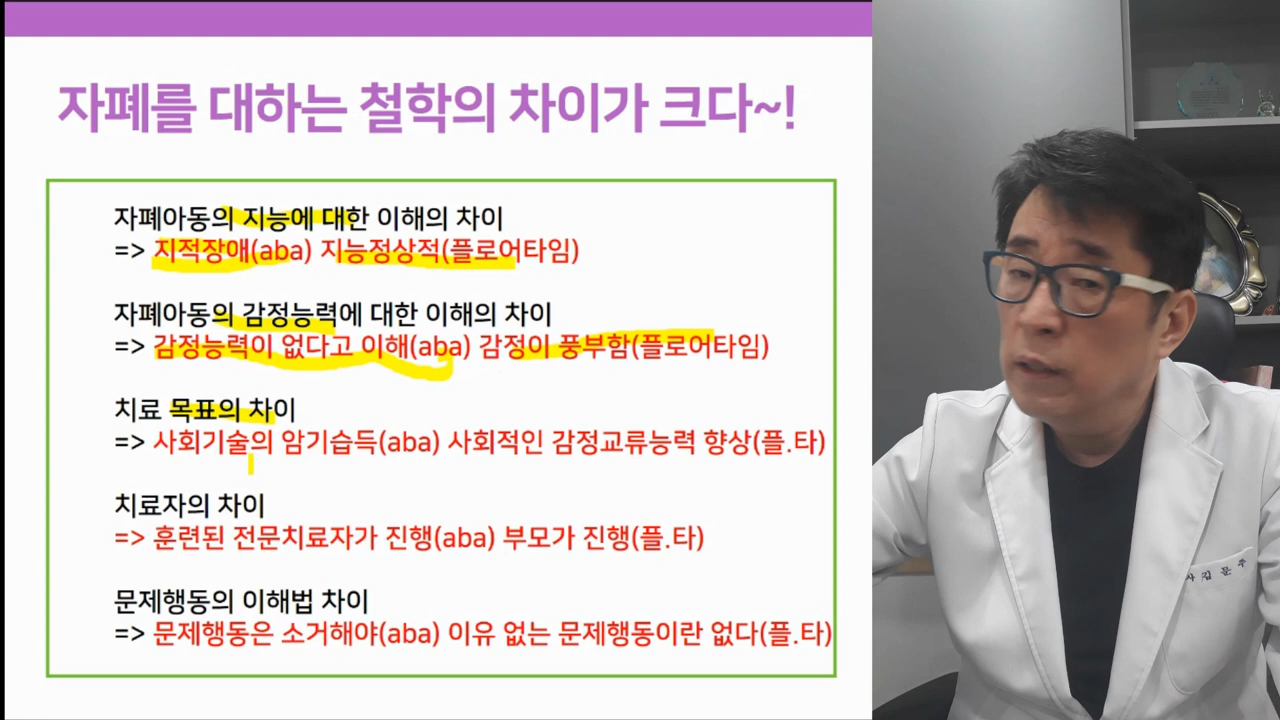 자폐를 대하는 철학의 차이가 크다~!
자폐아동의 지능에 대한 이해의 차이
=> 지적장애(aba) 지능정상적(플로어타임)
자폐아동의 감정능력에 대한 이해의 차이
=> 감정능력이 없다고 이해(aba) 감정이 풍부함(플로어타임)
치료 목표의 차이
=> 사회기술의 암기습득(aba) 사회적인 감정교류능력 향상(플.타)
치료자의 차이
=> 훈련된 전문치료자가 진행(aba) 부모가 진행(플.타)
문제행동의 이해법 차이
=> 문제행동은 소거해야(aba) 이유 없는 문제행동이란 없다(플.타)